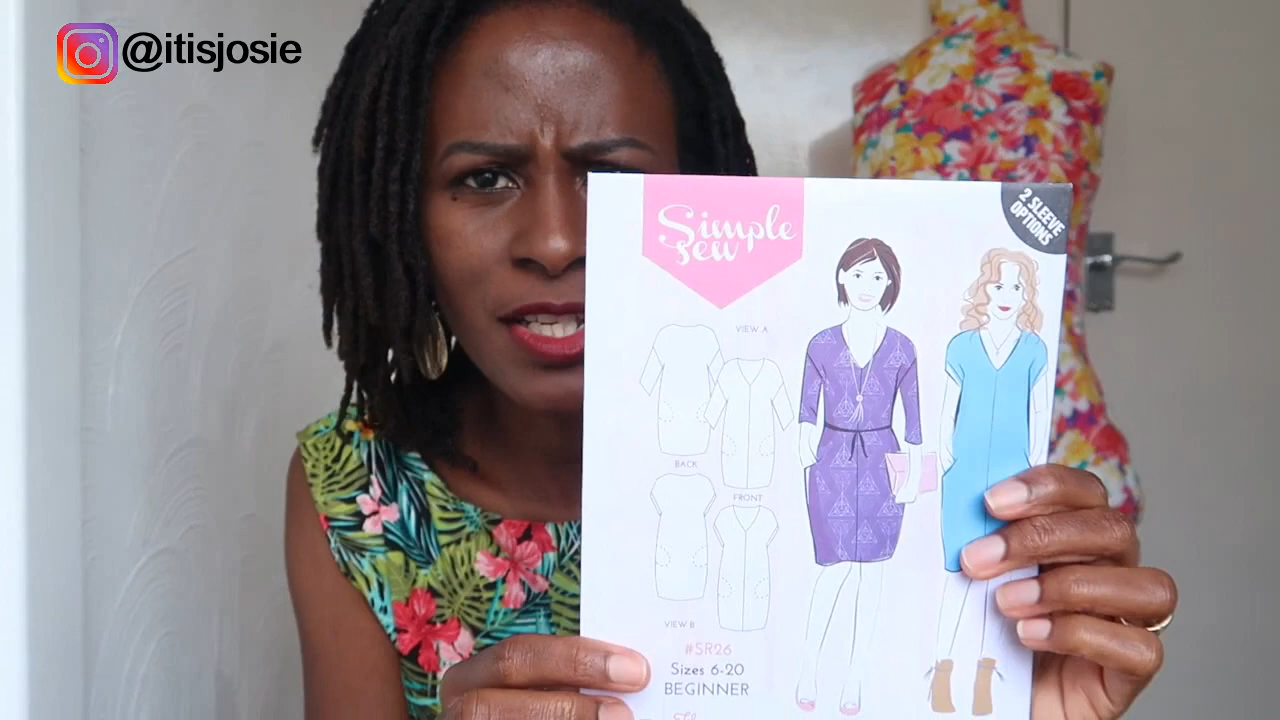 @itisjosie
Simple
Sew
2 SLEEVE
OPTIONS
VIEW A
BACK
FRONT
VIEW B
#SR26
Sizes 6-20
BEGINNER